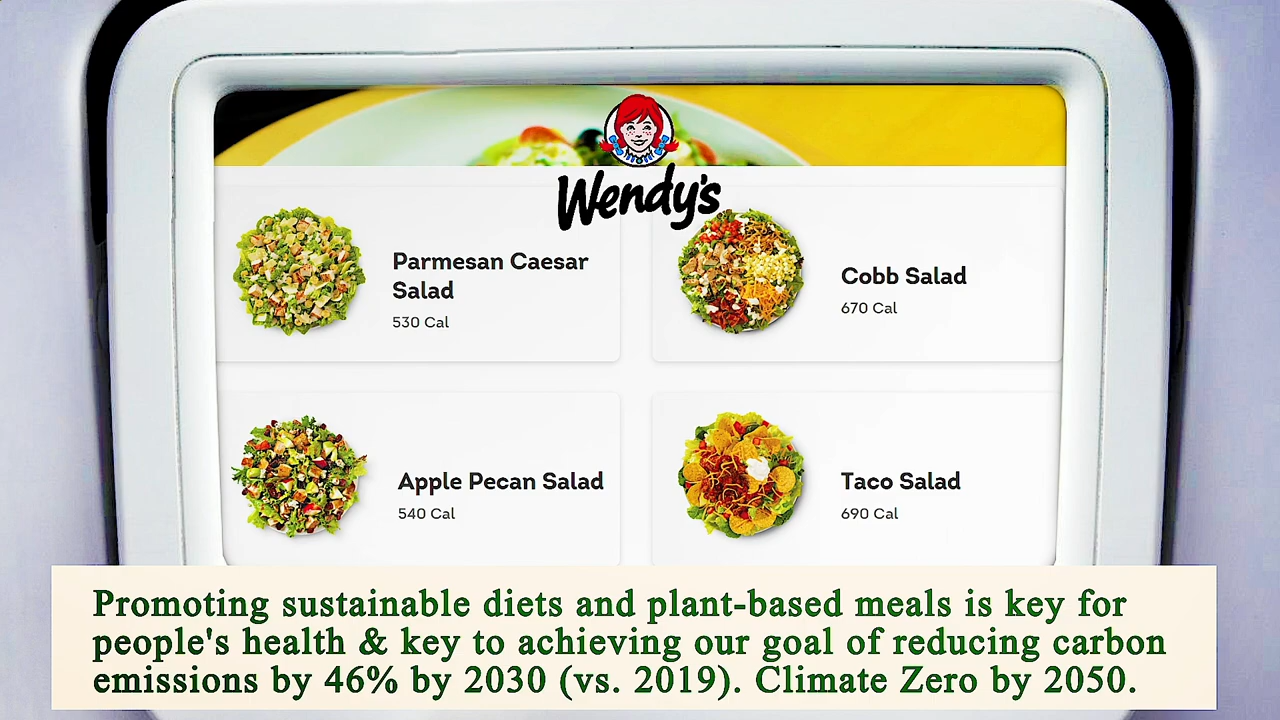 Wendy's
Parmesan Caesar
Salad
530 Cal
Cobb Salad
670 Cal
Apple Pecan Salad
540 Cal
Taco Salad
690 Cal
Promoting sustainable diets and plant-based meals is key for
people's health & key to achieving our goal of reducing carbon
emissions by 46% by 2030 (vs. 2019). Climate Zero by 2050.